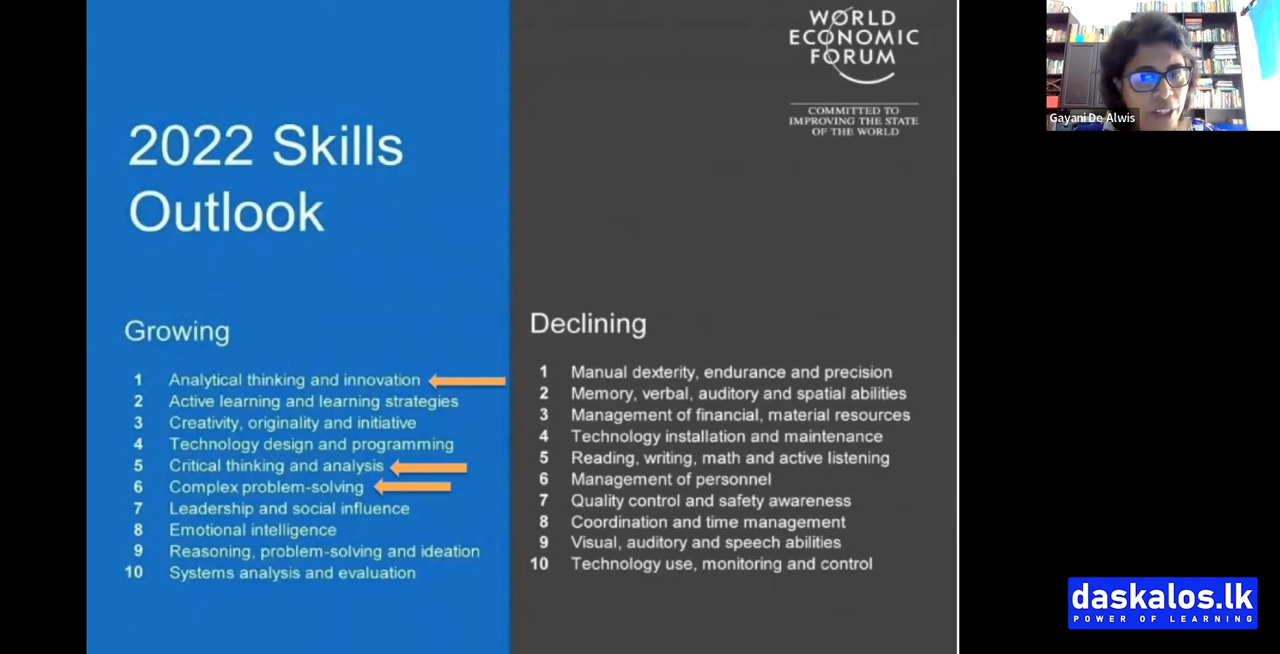 2022 Skills
Outlook
Growing
1 Analytical thinking and innovation
2 Active learning and learning strategies
3 Creativity, originality and initiative
4 Technology design and programming
5 Critical thinking and analysis
6 Complex problem-solving
7 Leadership and social influence
8 Emotional intelligence
9 Reasoning, problem-solving and ideation
10 Systems analysis and evaluation
WORLD
ECONOMIC
FORUM
COMMITTED TO
IMPROVING THE STATE
OF THE WORLD
Declining
1 Manual dexterity, endurance and precision
2 Memory, verbal, auditory and spatial abilities
3 Management of financial, material resources
4 Technology installation and maintenance
5 Reading, writing, math and active listening
6 Management of personnel
7 Quality control and safety awareness
8 Coordination and time management
9 Visual, auditory and speech abilities
10 Technology use, monitoring and control
Gayani De Alwis
daskalos.lk
POWER OF LEARNING